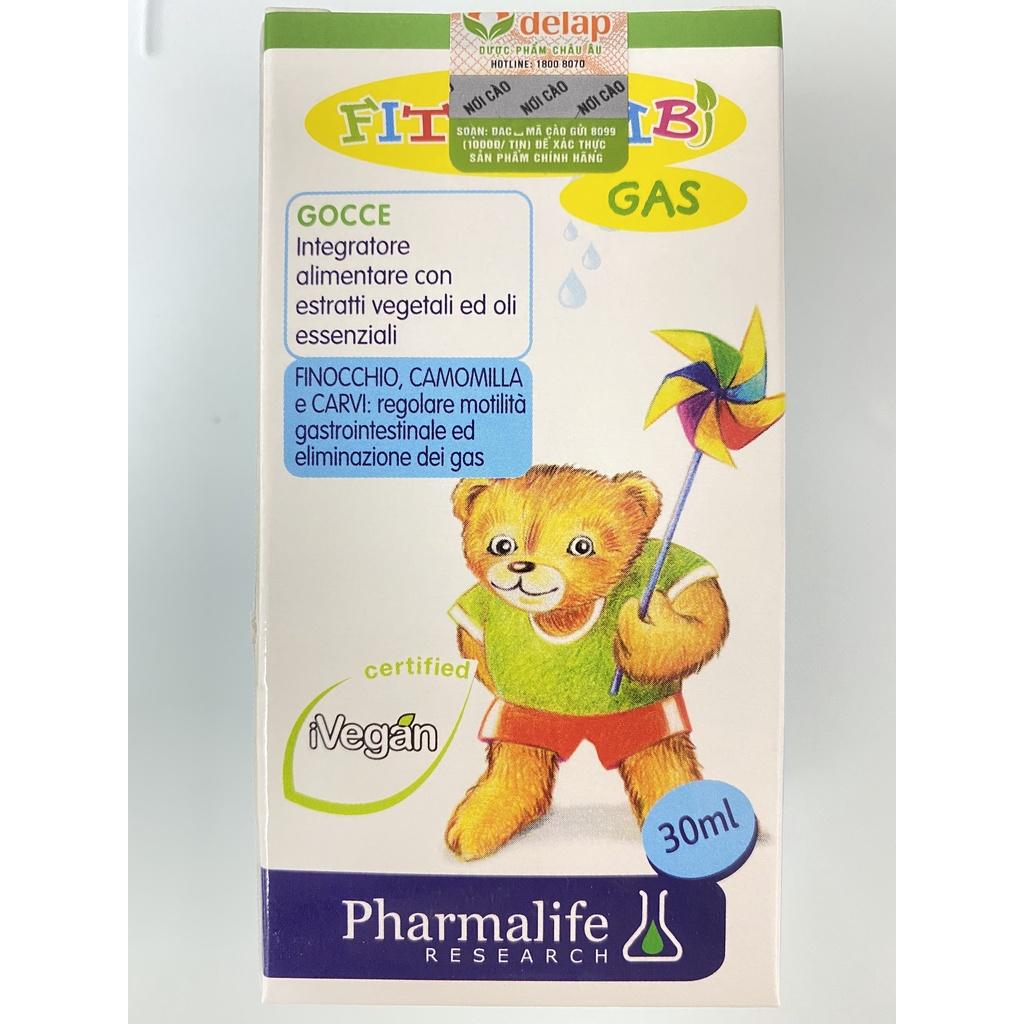 delap
DƯỢC PHẨM CHÂU ÂU
HOTLINE: 1800 8070
NƠI CÀO NƠI CÀO NƠI CÀO
SOẠN: DAC⎵MÃ CÀO GỬI 8099
(1000Đ/ TIN) ĐỂ XÁC THỰC
SẢN PHẨM CHÍNH HÃNG
GAS
GOCCE
Integratore
alimentare con
estratti vegetali ed oli
essenziali
FINOCCHIO, CAMOMILLA
e CARVI: regolare motilità
gastrointestinale ed
eliminazione dei gas
certified
iVegan
30ml
Pharmalife
RESEARCH